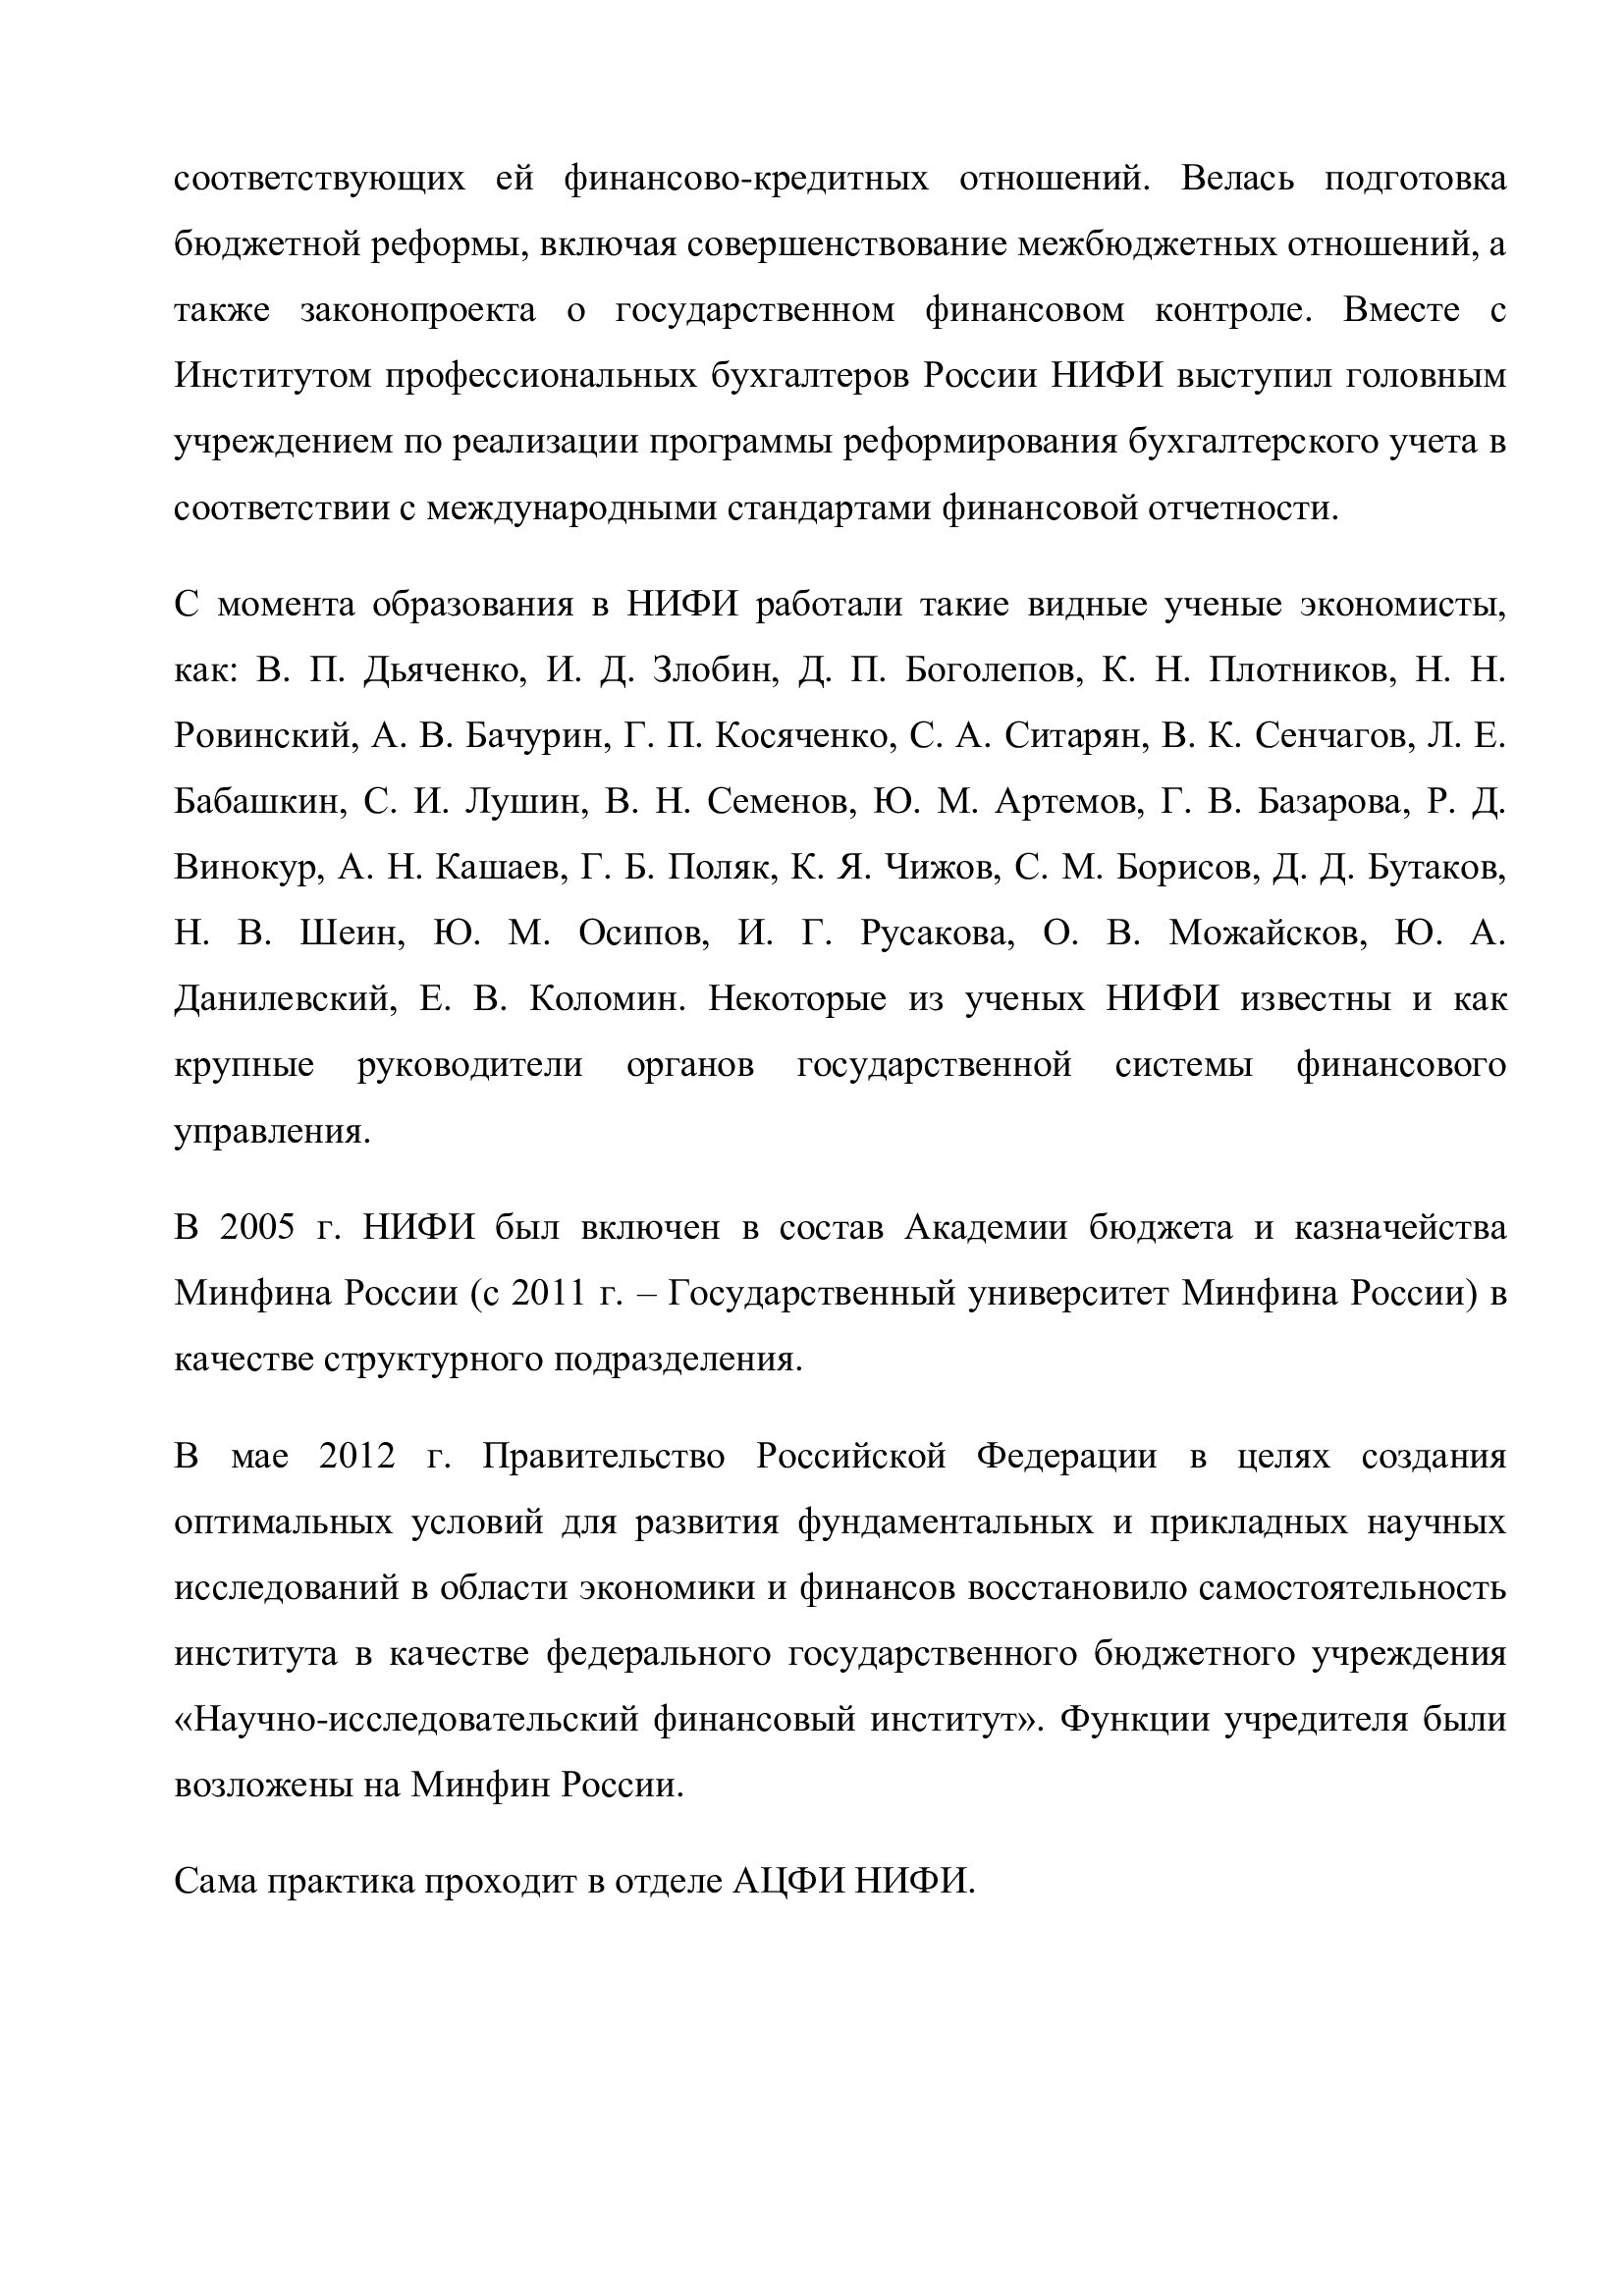 соответствующих ей финансово-кредитных отношений. Велась подготовка
бюджетной реформы, включая совершенствование межбюджетных отношений, а
также законопроекта о государственном финансовом контроле. Вместе с
Институтом профессиональных бухгалтеров России НИФИ выступил головным
учреждением по реализации программы реформирования бухгалтерского учета в
соответствии с международными стандартами финансовой отчетности.
С момента образования в НИФИ работали такие видные ученые экономисты,
как: В. П. Дьяченко, И. Д. Злобин, Д. П. Боголепов, К. Н. Плотников, Н. Н.
Ровинский, А. В. Бачурин, Г. П. Косяченко, С. А. Ситарян, В. К. Сенчагов, Л. Е.
Бабашкин, С. И. Лушин, В. Н. Семенов, Ю. М. Артемов, Г. В. Базарова, Р. Д.
Винокур, А. Н. Кашаев, Г. Б. Поляк, К. Я. Чижов, С. М. Борисов, Д. Д. Бутаков,
Н. В. Шеин, Ю. М. Осипов, И. Г. Русакова, О. В. Можайсков, Ю. А.
Данилевский, Е. В. Коломин. Некоторые из ученых НИФИ известны и как
крупные руководители органов государственной системы финансового
управления.
В 2005 г. НИФИ был включен в состав Академии бюджета и казначейства
Минфина России (с 2011 г. – Государственный университет Минфина России) в
качестве структурного подразделения.
В мае 2012 г. Правительство Российской Федерации в целях создания
оптимальных условий для развития фундаментальных и прикладных научных
исследований в области экономики и финансов восстановило самостоятельность
института в качестве федерального государственного бюджетного учреждения
«Научно-исследовательский финансовый институт». Функции учредителя были
возложены на Минфин России.
Сама практика проходит в отделе АЦФИ НИФИ.